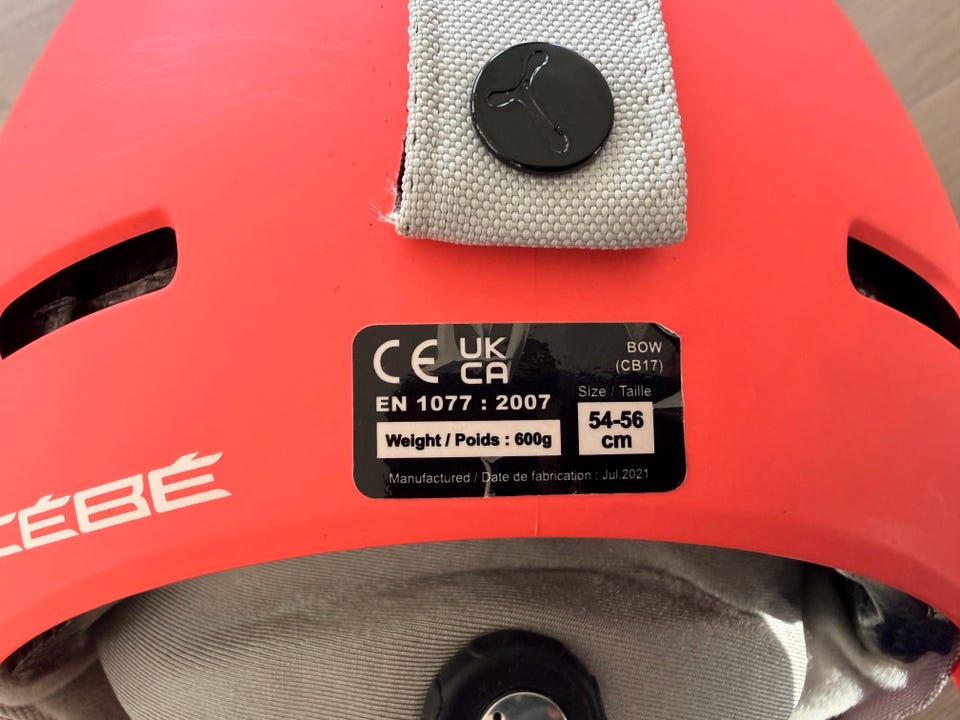 CE UK
CA
EN 1077 : 2007
Weight / Poids : 600g
BOW
(CB17)
Size / Taille
54-56
cm
Manufactured / Date de fabrication : Jul.2021
CÉBÉ